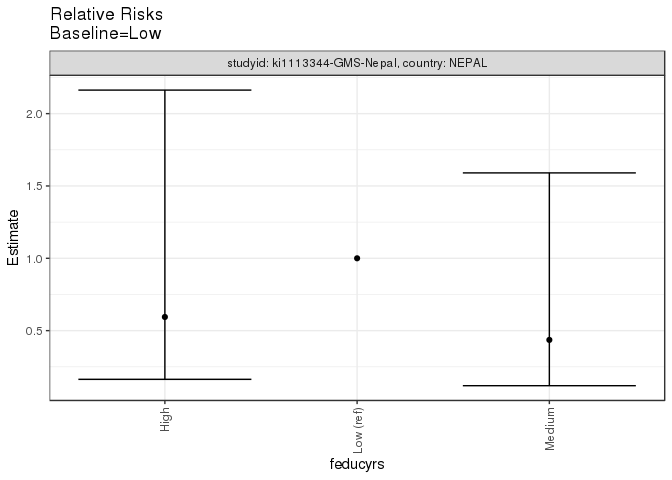 Relative Risks
Baseline=Low
studyid: ki1113344-GMS-Nepal, country: NEPAL
2.0
1.5
1.0
0.5
Estimate
High
Low (ref)
Medium
feducyrs